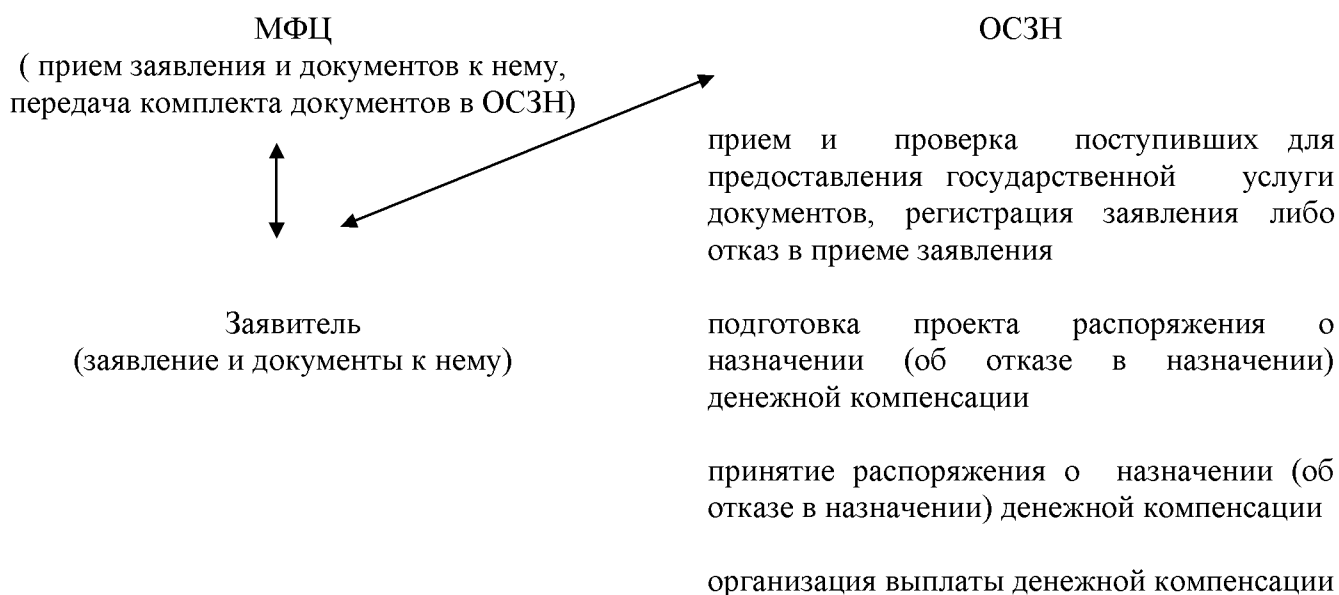 МФЦ
( прием заявления и документов к нему,
передача комплекта документов в ОСЗН)
Заявитель
(заявление и документы к нему)
ОСЗН
прием и проверка поступивших для
предоставления государственной услуги
документов, регистрация заявления либо
отказ в приеме заявления
подготовка проекта распоряжения о
назначении (об отказе в назначении)
денежной компенсации
принятие распоряжения о назначении (об
отказе в назначении) денежной компенсации
организация выплаты денежной компенсации